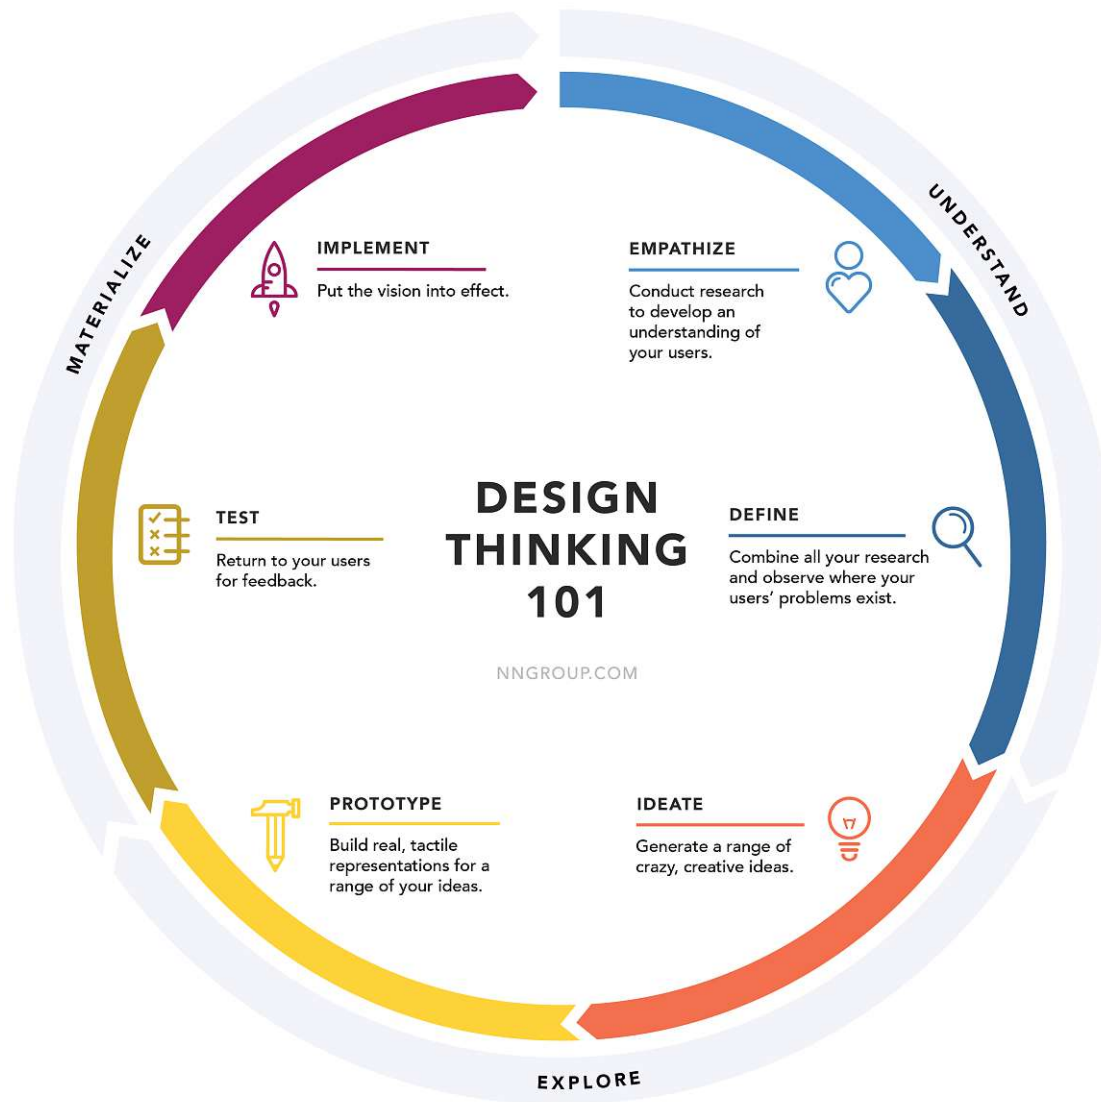 DESIGN
THINKING
101
NNGROUP.COM
UNDERSTAND
EMPATHIZE
Conduct research
to develop an
understanding of
your users.
DEFINE
Combine all your research
and observe where your
users’ problems exist.
EXPLORE
IDEATE
Generate a range of
crazy, creative ideas.
PROTOTYPE
Build real, tactile
representations for a
range of your ideas.
MATERIALIZE
TEST
Return to your users
for feedback.
IMPLEMENT
Put the vision into effect.